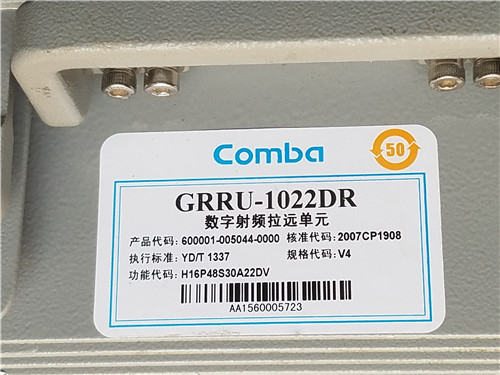 Comba
50
GRRU-1022DR
数字射频拉远单元
产品代码: 600001-005044-0000 核准代码: 2007CP1908
执行标准: YD/T 1337 规格代码: V4
功能代码: H16P48S30A22DV
AA1560005723